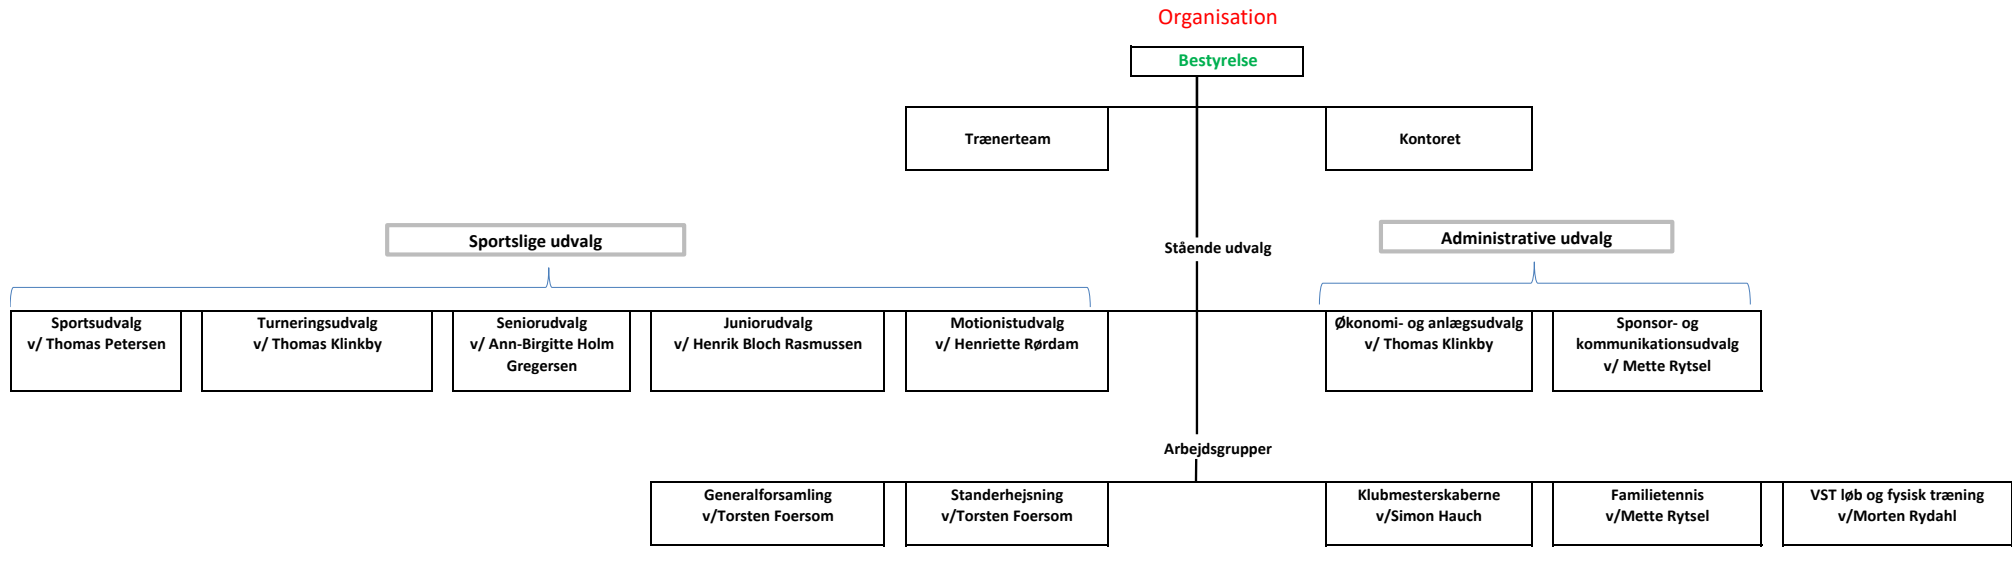 Organisation
Bestyrelse
Trænerteam
Kontoret
Sportslige udvalg
Stående udvalg
Administrative udvalg
Sportsudvalg
v/ Thomas Petersen
Turneringsudvalg
v/ Thomas Klinkby
Seniorudvalg
v/ Ann-Birgitte Holm
Gregersen
Juniorudvalg
v/ Henrik Bloch Rasmussen
Motionistudvalg
v/ Henriette Rørdam
Økonomi- og anlægsudvalg
v/ Thomas Klinkby
Sponsor- og
kommunikationsudvalg
v/ Mette Rytsel
Arbejdsgrupper
Generalforsamling
v/Torsten Foersom
Standerhejsning
v/Torsten Foersom
Klubmesterskaberne
v/Simon Hauch
Familietennis
v/Mette Rytsel
VST løb og fysisk træning
v/Morten Rydahl